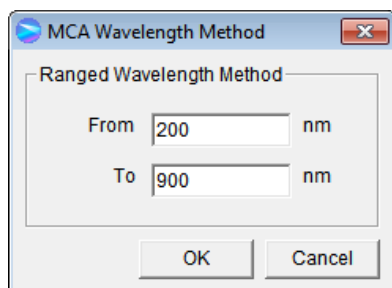 MCA Wavelength Method
Ranged Wavelength Method
From 200 nm
To 900 nm
OK Cancel